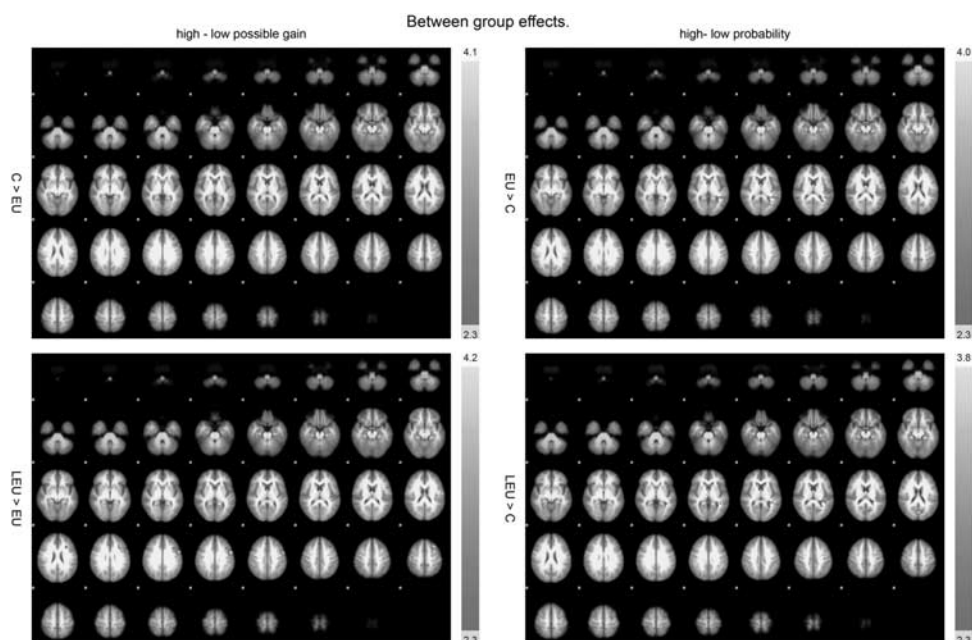 Between group effects.
high - low possible gain
high- low probability
4.1
C > EU
2.3
4.0
EU > C
2.3
4.2
LEU > EU
2.3
3.8
LEU > C
2.3